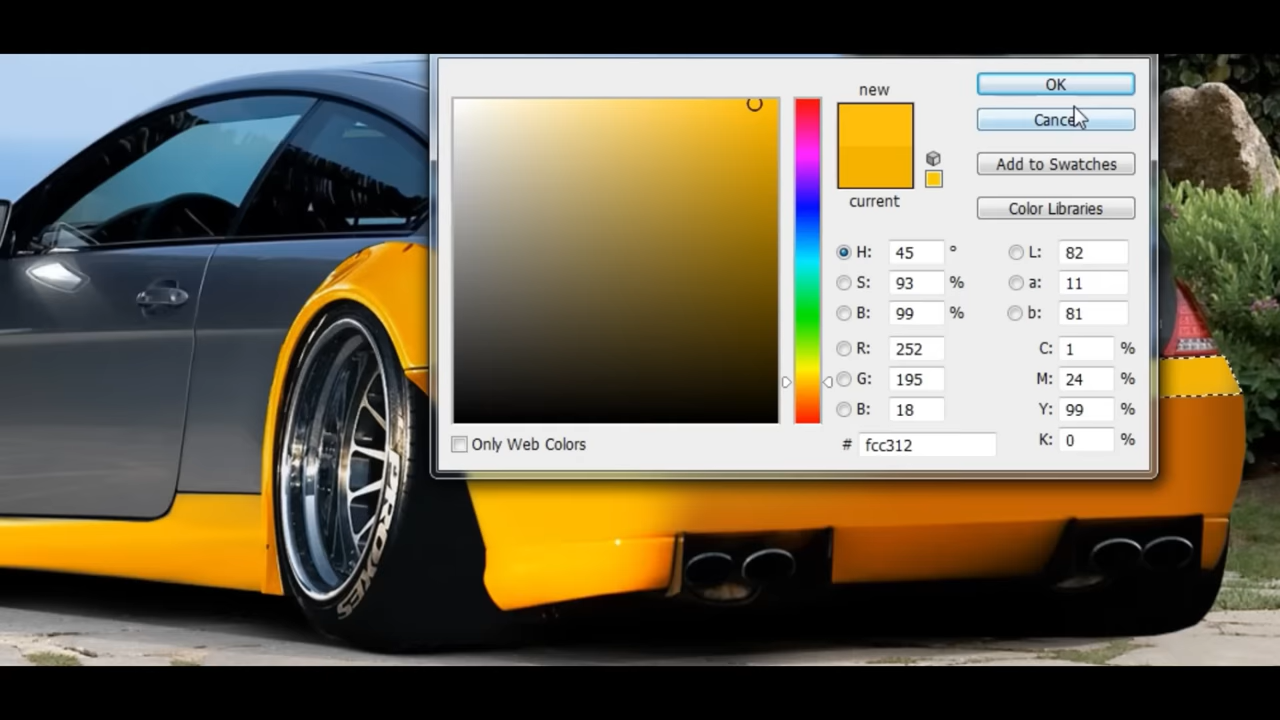 new
OK
Cance
Add to Swatches
current
Color Libraries
H: 45 °
L: 82
S: 93 %
a: 11
B: 99 %
b: 81
R: 252
C: 1 %
G: 195
M: 24 %
B: 18
Y: 99 %
Only Web Colors
# fcc312
K: 0 %
PROXES